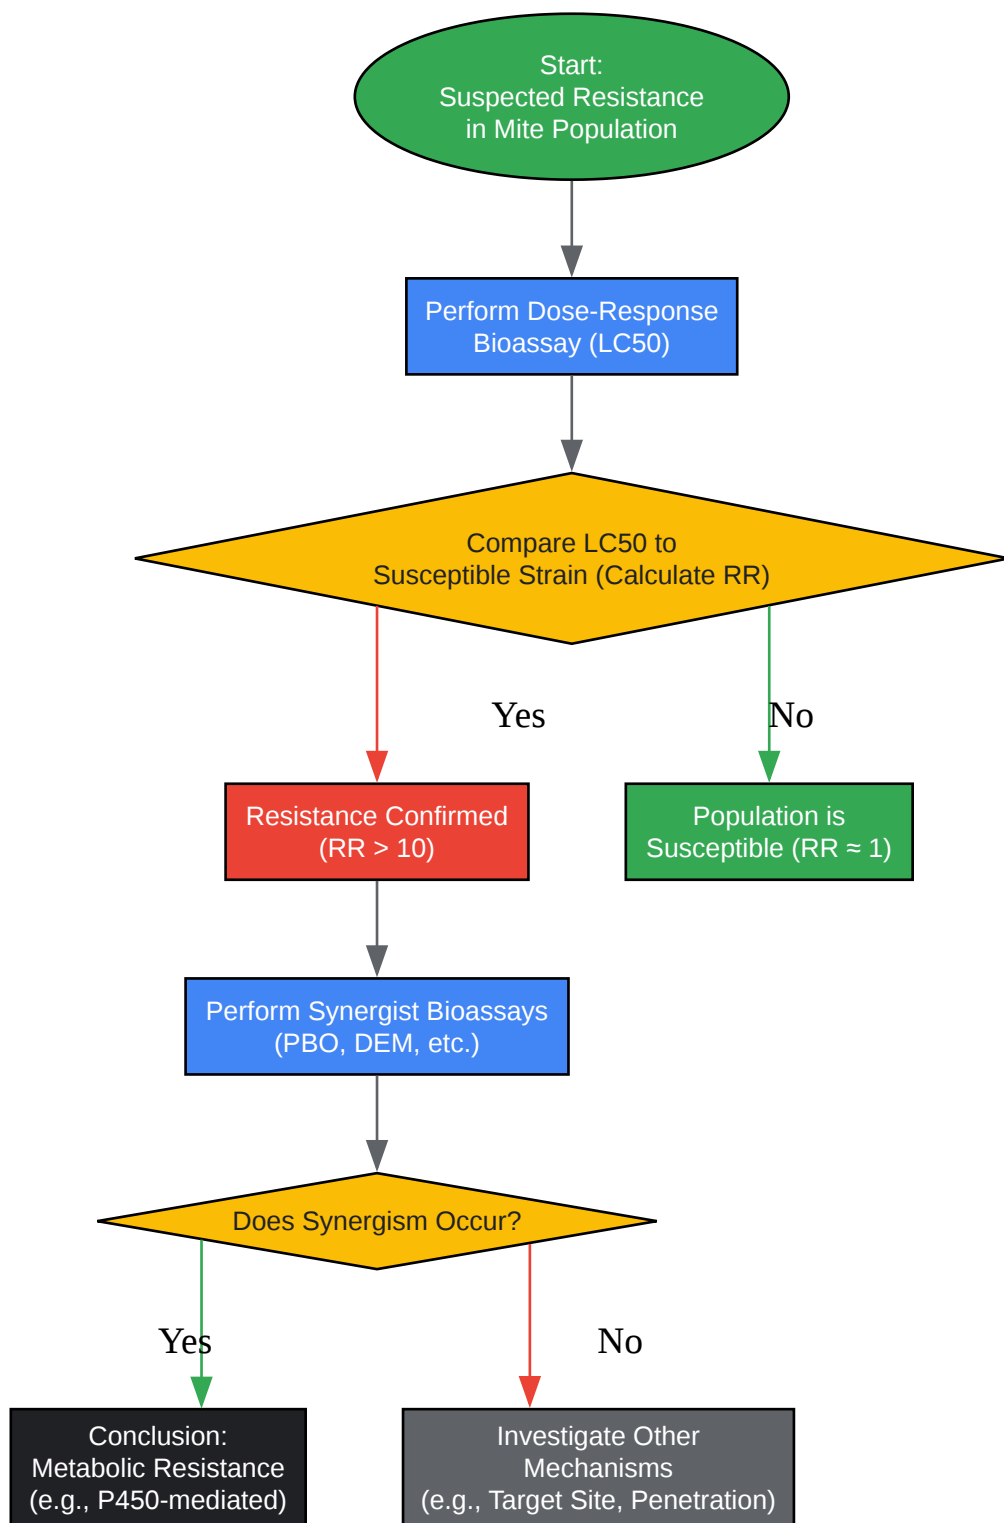 Start:
Suspected Resistance
in Mite Population
Perform Dose-Response
Bioassay (LC50)
Compare LC50 to
Susceptible Strain (Calculate RR)
Yes
No
Resistance Confirmed
(RR > 10)
Population is
Susceptible (RR ≈ 1)
Perform Synergist Bioassays
(PBO, DEM, etc.)
Does Synergism Occur?
Yes
No
Conclusion:
Metabolic Resistance
(e.g., P450-mediated)
Investigate Other
Mechanisms
(e.g., Target Site, Penetration)